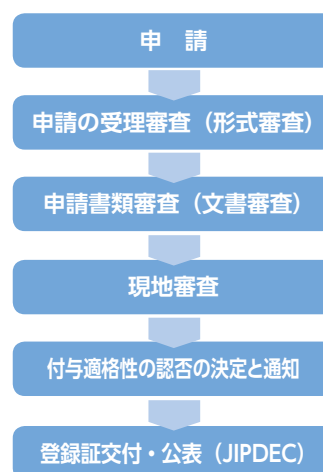 申　請
申請の受理審査（形式審査）
申請書類審査（文書審査）
現地審査
付与適格性の認否の決定と通知
登録証交付・公表（JIPDEC）